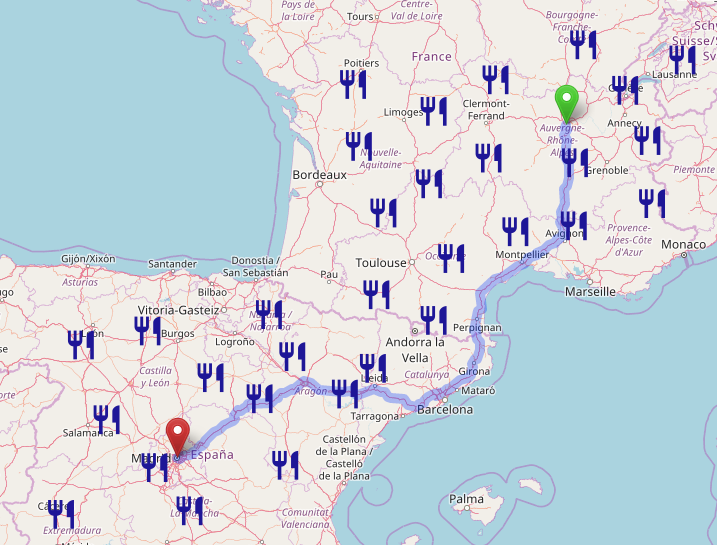 Pays de
la Loire
Tours
Centre-
Val de Loire
Bourgogne-
Franche-
Comté
Schw
Suisse/S
Sv
Poitiers
France
Lausanne
Genève
Limoges
Clermont-
Ferrand
Annecy
Auvergne-
Rhône-
Alpes
Nouvelle-
Aquitaine
Grenoble
Piemonte
Bordeaux
Provence-
Alpes-Côte
d'Azur
Avignon
Monaco
Montpellier
Toulouse
Occitanie
Marseille
Gijón/Xixón
Asturias
Santander
Donostia /
San Sebastián
Bilbao
Pau
Vitoria-Gasteiz
Navarra /
Nafarroa
Perpignan
León
Burgos
Logroño
Andorra la
Vella
Castilla
y León
Girona
Catalunya
Lleida
Mataró
Aragón
Barcelona
Tarragona
Salamanca
Castellón
de la Plana /
Castelló
de la Plana
Madrid
España
Palma
Cáceres
Castilla-
La Mancha
Extremadura
Comunitat
Valenciana